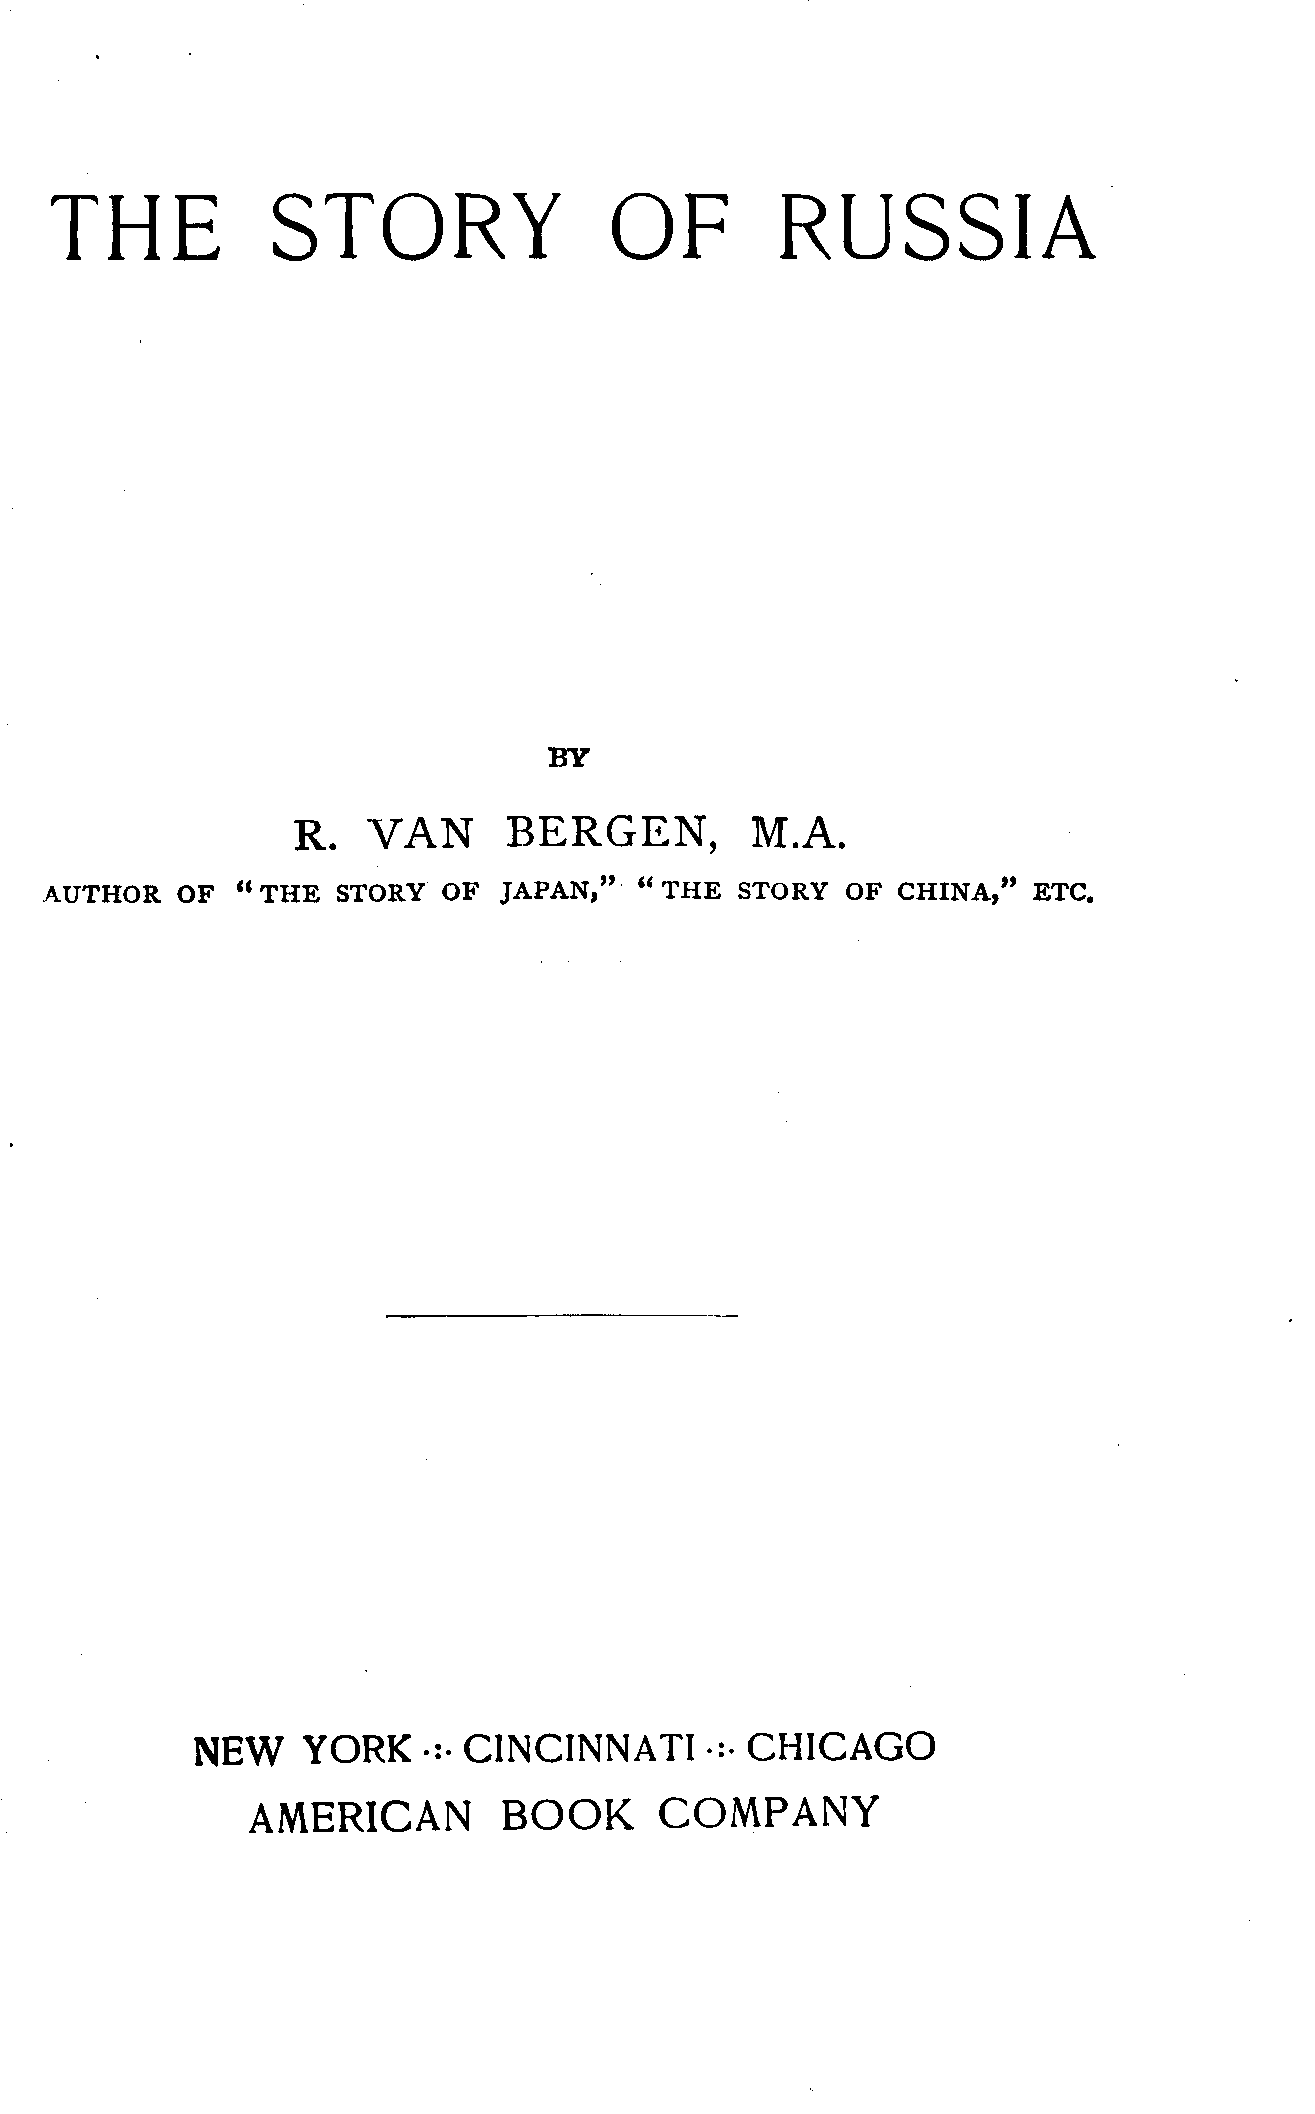 THE STORY OF RUSSIA
BY
R. VAN BERGEN, M.A.
AUTHOR OF “THE STORY OF JAPAN,” “THE STORY OF CHINA,” ETC.
NEW YORK ·:· CINCINNATI ·:· CHICAGO
AMERICAN BOOK COMPANY